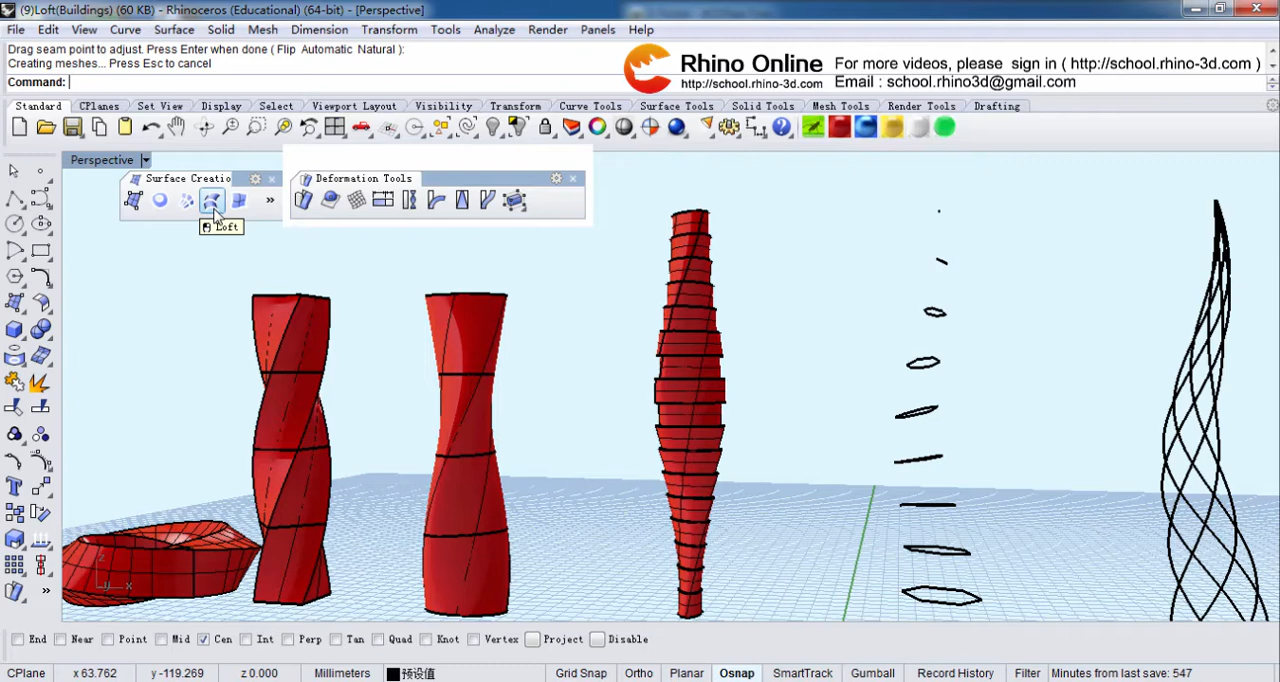 (9)Loft(Buildings) (60 KB) - Rhinoceros (Educational) (64-bit) - [Perspective]
File Edit View Curve Surface Solid Mesh Dimension Transform Tools Analyze Render Panels Help
Drag seam point to adjust. Press Enter when done ( Flip Automatic Natural ):
Creating meshes... Press Esc to cancel
Command:
Rhino Online
http://school.rhino-3d.com
For more videos, please sign in ( http://school.rhino-3d.com )
Email : school.rhino3d@gmail.com
Standard CPlanes Set View Display Select Viewport Layout Visibility Transform Curve Tools Surface Tools Solid Tools Mesh Tools Render Tools Drafting
Perspective
Surface Creatio
Deformation Tools
Loft
z
y x
End Near Point Mid Cen Int Perp Tan Quad Knot Vertex Project Disable
CPlane x 63.762 y -119.269 z 0.000 Millimeters 预设值 Grid Snap Ortho Planar Osnap SmartTrack Gumball Record History Filter Minutes from last save: 547